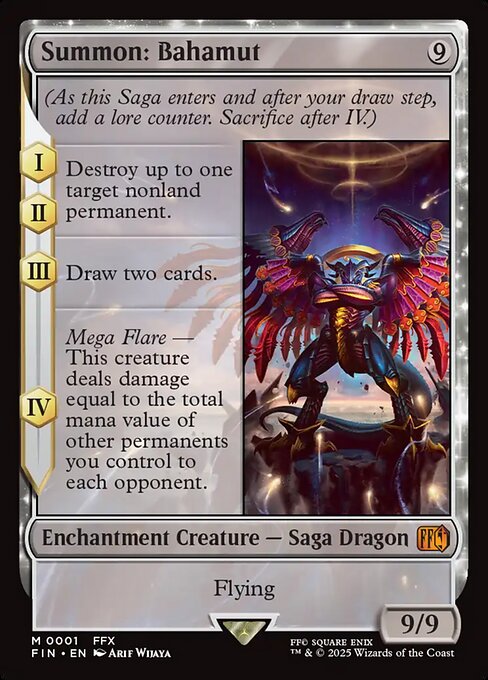 Summon: Bahamut 9
(As this Saga enters and after your draw step,
add a lore counter. Sacrifice after IV.)
I
II
Destroy up to one
target nonland
permanent.
III Draw two cards.
IV
Mega Flare —
This creature
deals damage
equal to the total
mana value of
other permanents
you control to
each opponent.
Enchantment Creature — Saga Dragon FF
Flying
9/9
M 0001 FFX
FIN • EN Arif Wijaya
FF© SQUARE ENIX
™ & © 2025 Wizards of the Coast